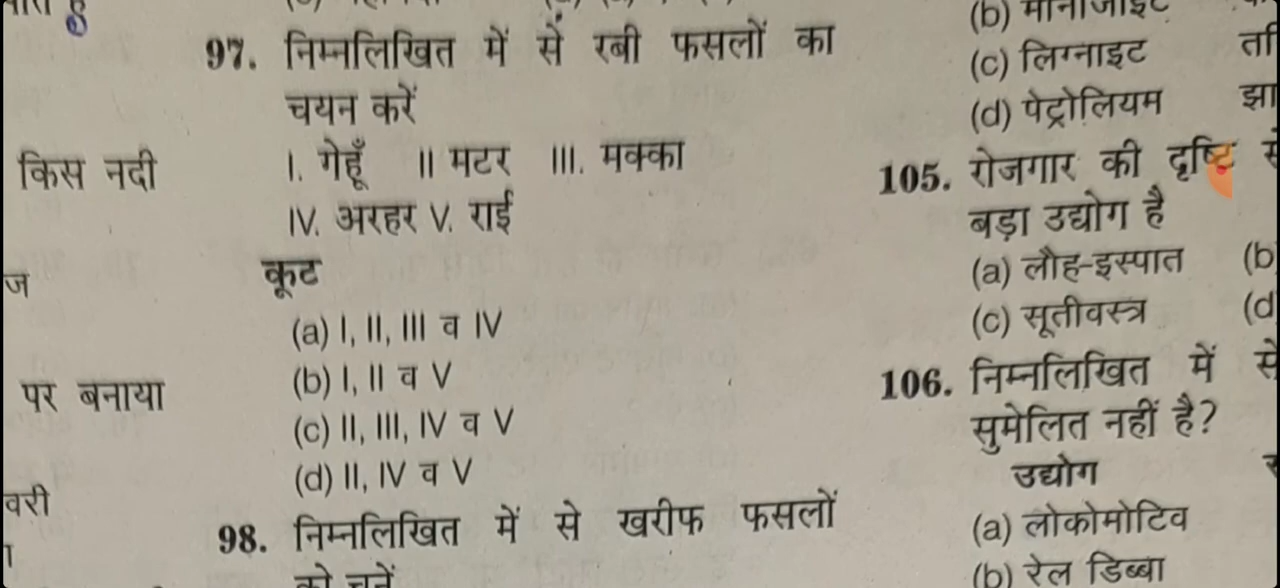 97. निम्नलिखित में से रबी फसलों का
चयन करें
I. गेहूँ II मटर III. मक्का
IV. अरहर V. राई
कूट
(a) I, II, III व IV
(b) I, II व V
(c) II, III, IV व V
(d) II, IV व V
98. निम्नलिखित में से खरीफ फसलों
को चुनें
किस नदी
ज
पर बनाया
वरी
(b) मोनाजाइट
(c) लिग्नाइट
(d) पेट्रोलियम
105. रोजगार की दृष्टि से
बड़ा उद्योग है
(a) लौह-इस्पात (b
(c) सूतीवस्त्र (d
106. निम्नलिखित में से
सुमेलित नहीं है?
उद्योग
(a) लोकोमोटिव
(b) रेल डिब्बा